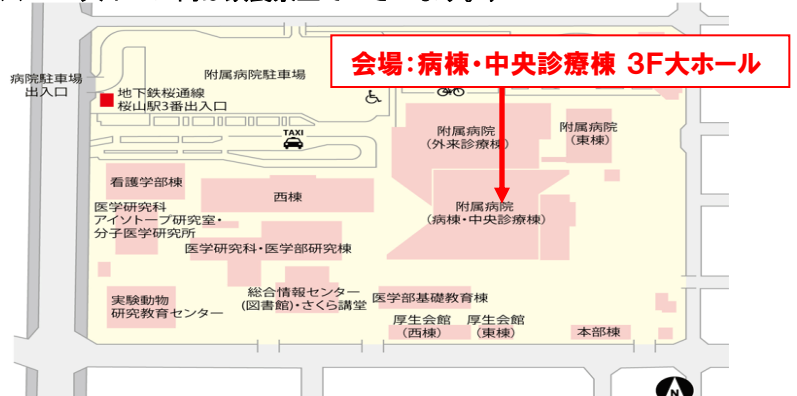 会場：病棟・中央診療棟 3F大ホール
病院駐車場
出入口
附属病院駐車場
地下鉄桜通線
桜山駅3番出入口
TAXI
附属病院
(外来診療棟)
附属病院
(東棟)
看護学部棟
西棟
附属病院
(病棟・中央診療棟)
医学研究科
アイソトープ研究室・
分子医学研究所
医学研究科・医学部研究棟
総合情報センター
(図書館)・さくら講堂
医学部基礎教育棟
実験動物
研究教育センター
厚生会館
(西棟)
厚生会館
(東棟)
本部棟
N